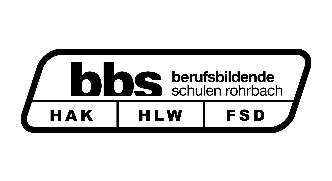 bbs berufsbildende
schulen rohrbach
HAK HLW FSD